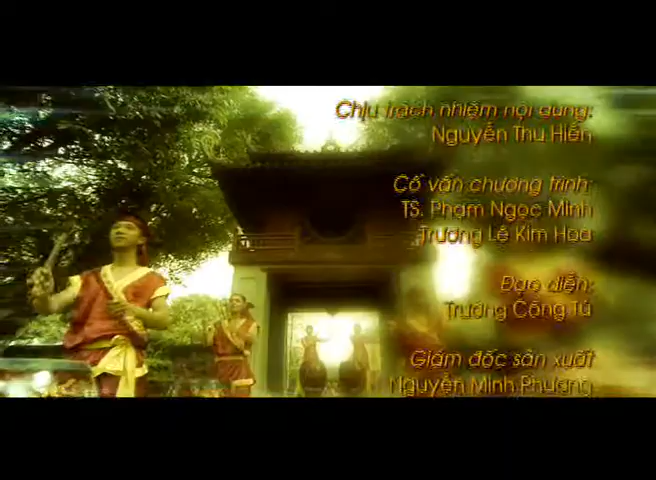 Chịu trách nhiệm nội dung:
Nguyễn Thu Hiền
Cố vấn chương trình:
TS. Phạm Ngọc Minh
Trương Lê Kim Hoa
Đạo diễn:
Trương Công Tú
Giám đốc sản xuất
Nguyễn Minh Phương